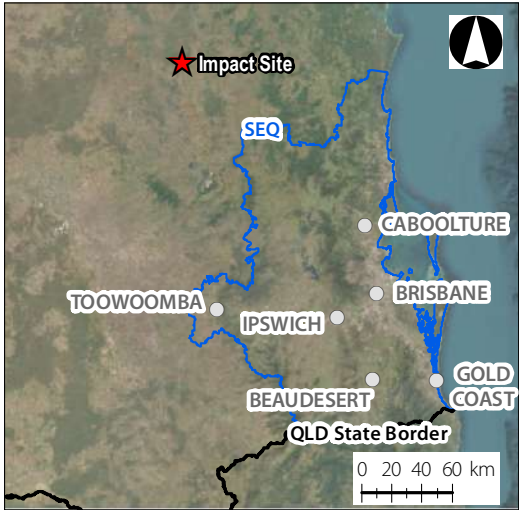 Impact Site
SEQ
CABOOLTURE
BRISBANE
TOOWOOMBA
IPSWICH
GOLD
COAST
BEAUDESERT
QLD State Border
0 20 40 60 km